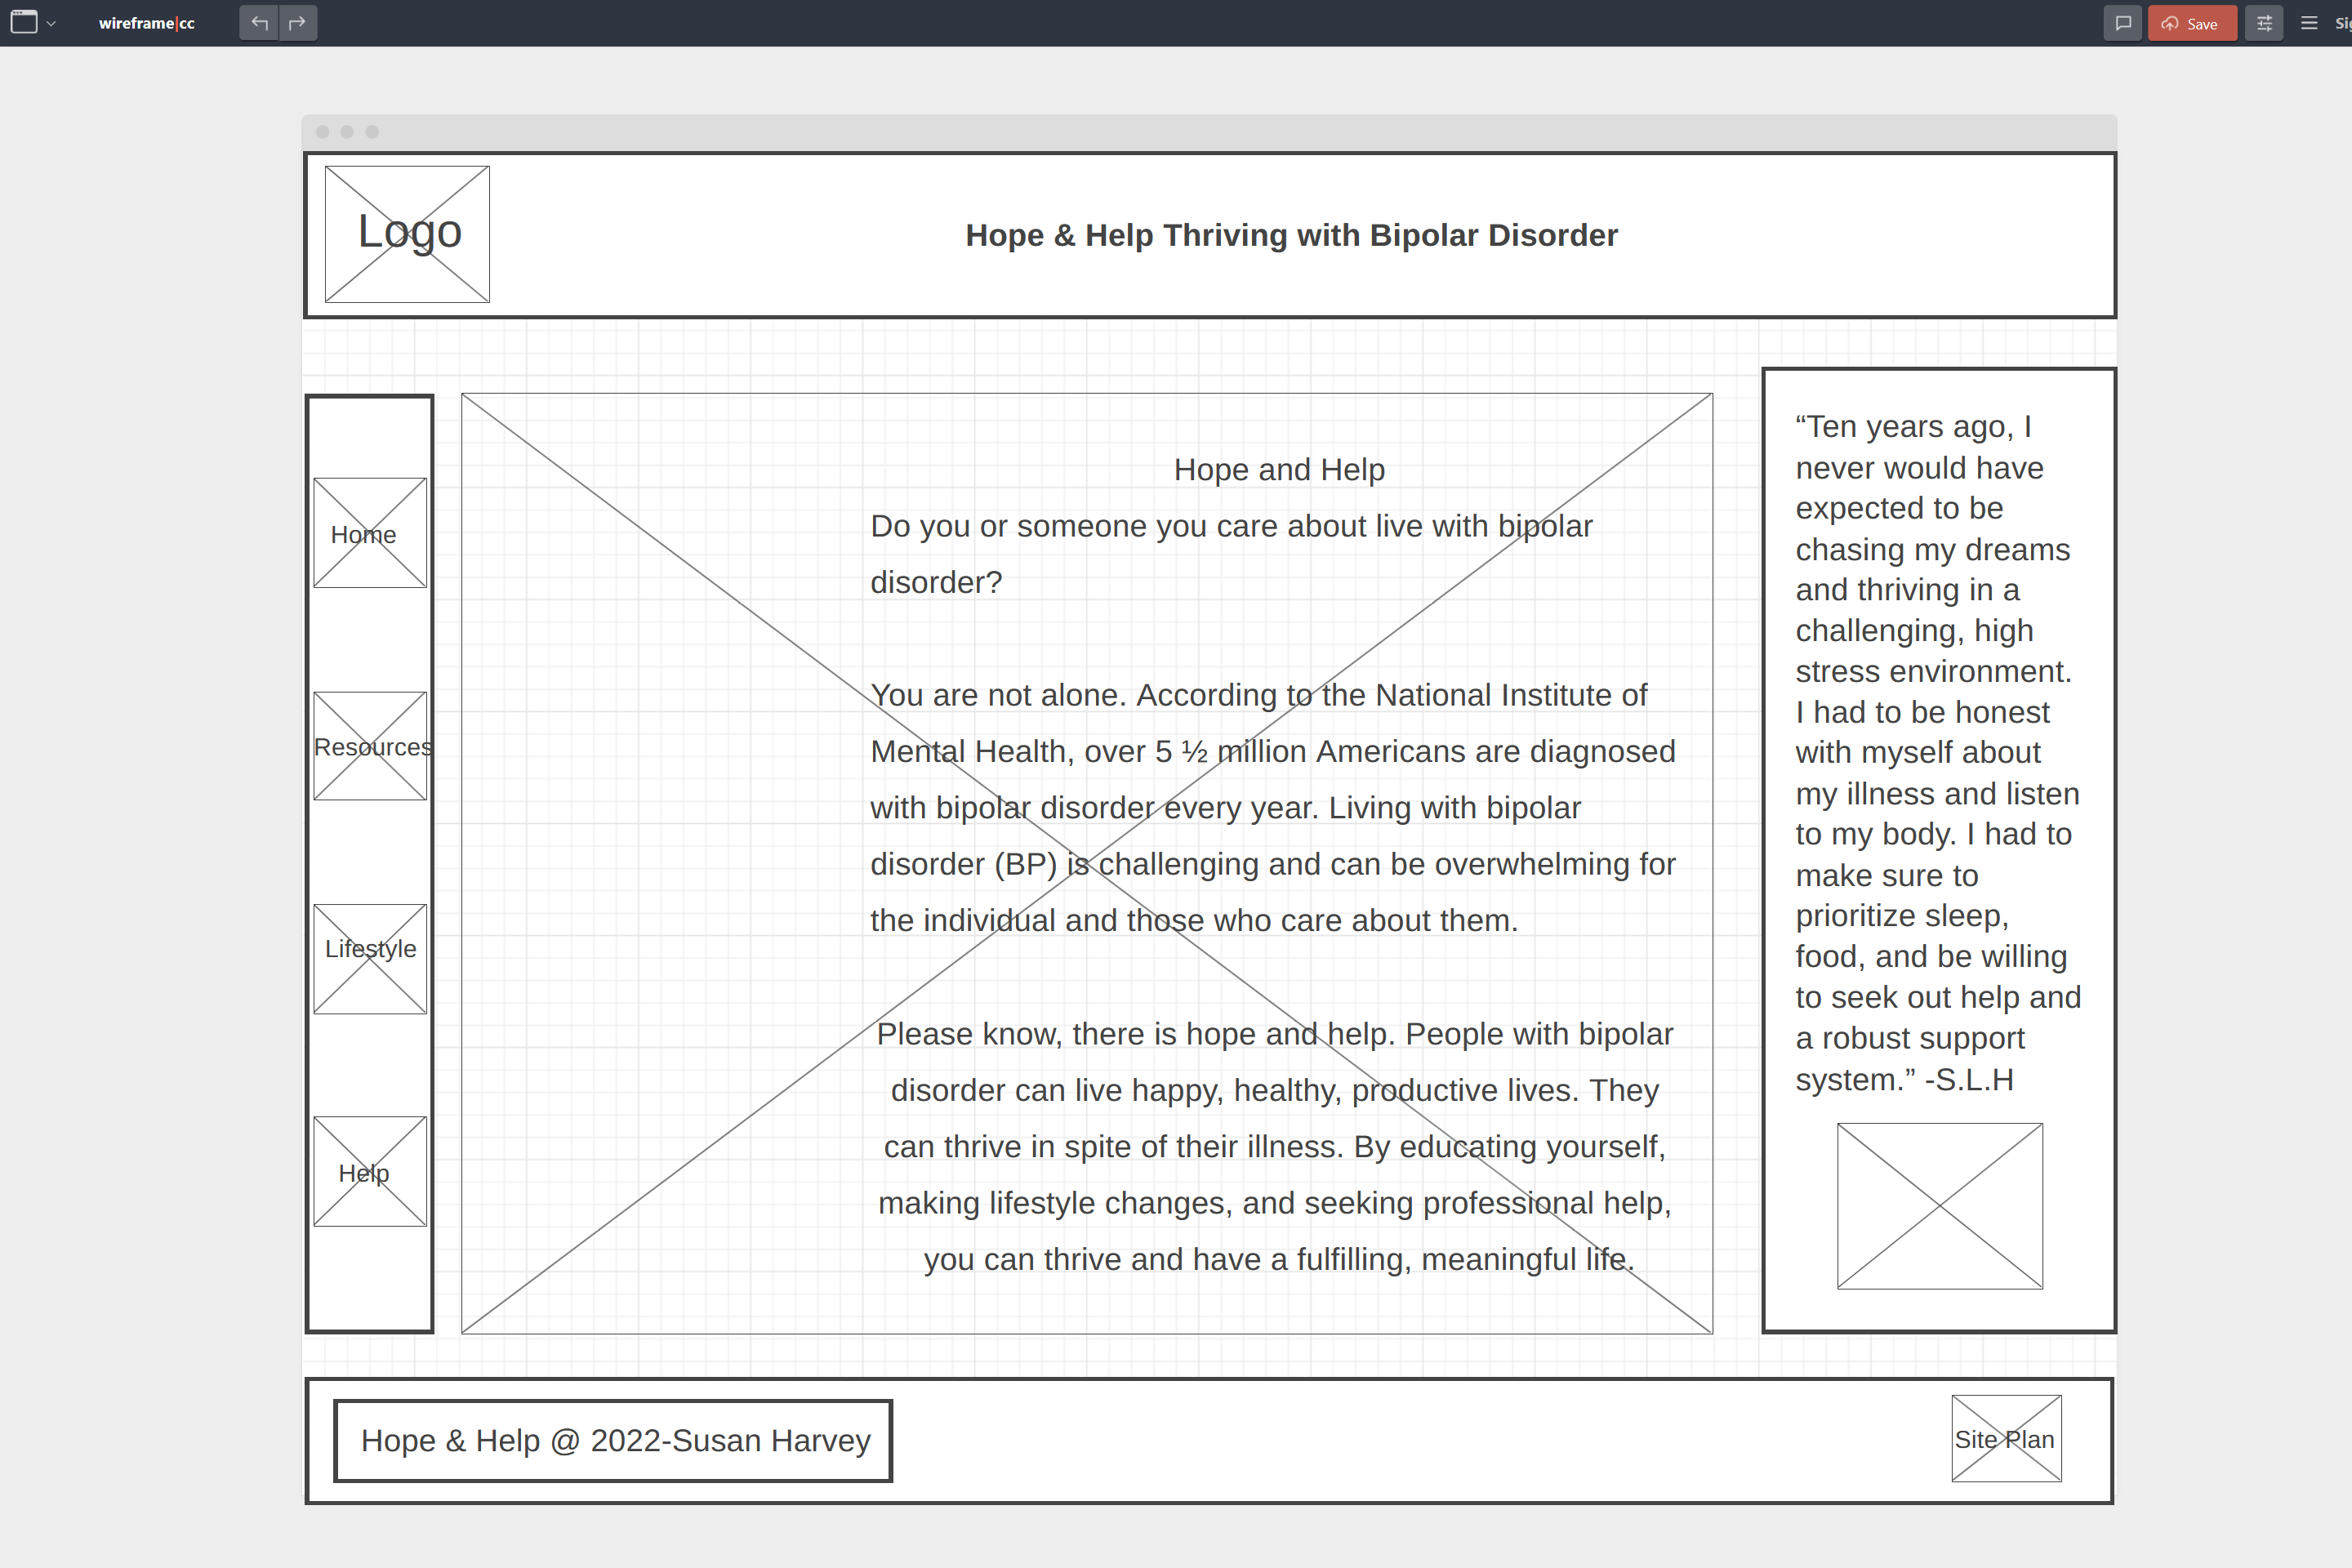 wireframe|cc
Save
Logo
Hope & Help Thriving with Bipolar Disorder
Home
Resources
Lifestyle
Help
Hope and Help
Do you or someone you care about live with bipolar
disorder?
You are not alone. According to the National Institute of
Mental Health, over 5 ½ million Americans are diagnosed
with bipolar disorder every year. Living with bipolar
disorder (BP) is challenging and can be overwhelming for
the individual and those who care about them.
Please know, there is hope and help. People with bipolar
disorder can live happy, healthy, productive lives. They
can thrive in spite of their illness. By educating yourself,
making lifestyle changes, and seeking professional help,
you can thrive and have a fulfilling, meaningful life.
“Ten years ago, I
never would have
expected to be
chasing my dreams
and thriving in a
challenging, high
stress environment.
I had to be honest
with myself about
my illness and listen
to my body. I had to
make sure to
prioritize sleep,
food, and be willing
to seek out help and
a robust support
system.” -S.L.H
Hope & Help @ 2022-Susan Harvey
Site Plan